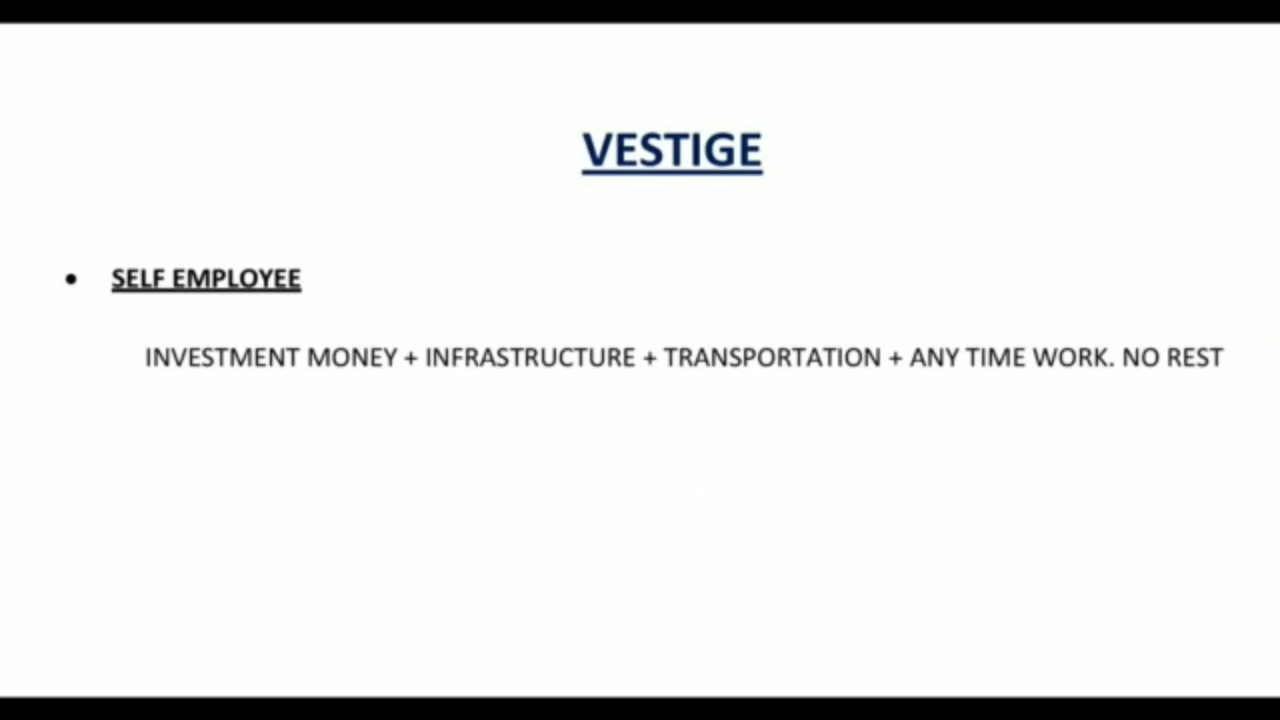 VESTIGE
• SELF EMPLOYEE
INVESTMENT MONEY + INFRASTRUCTURE + TRANSPORTATION + ANY TIME WORK. NO REST